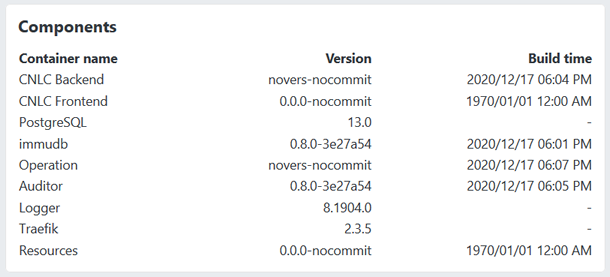 Components
Container name Version Build time
CNLC Backend novers-nocommit 2020/12/17 06:04 PM
CNLC Frontend 0.0.0-nocommit 1970/01/01 12:00 AM
PostgreSQL 13.0 -
immudb 0.8.0-3e27a54 2020/12/17 06:01 PM
Operation novers-nocommit 2020/12/17 06:07 PM
Auditor 0.8.0-3e27a54 2020/12/17 06:05 PM
Logger 8.1904.0 -
Traefik 2.3.5 -
Resources 0.0.0-nocommit 1970/01/01 12:00 AM